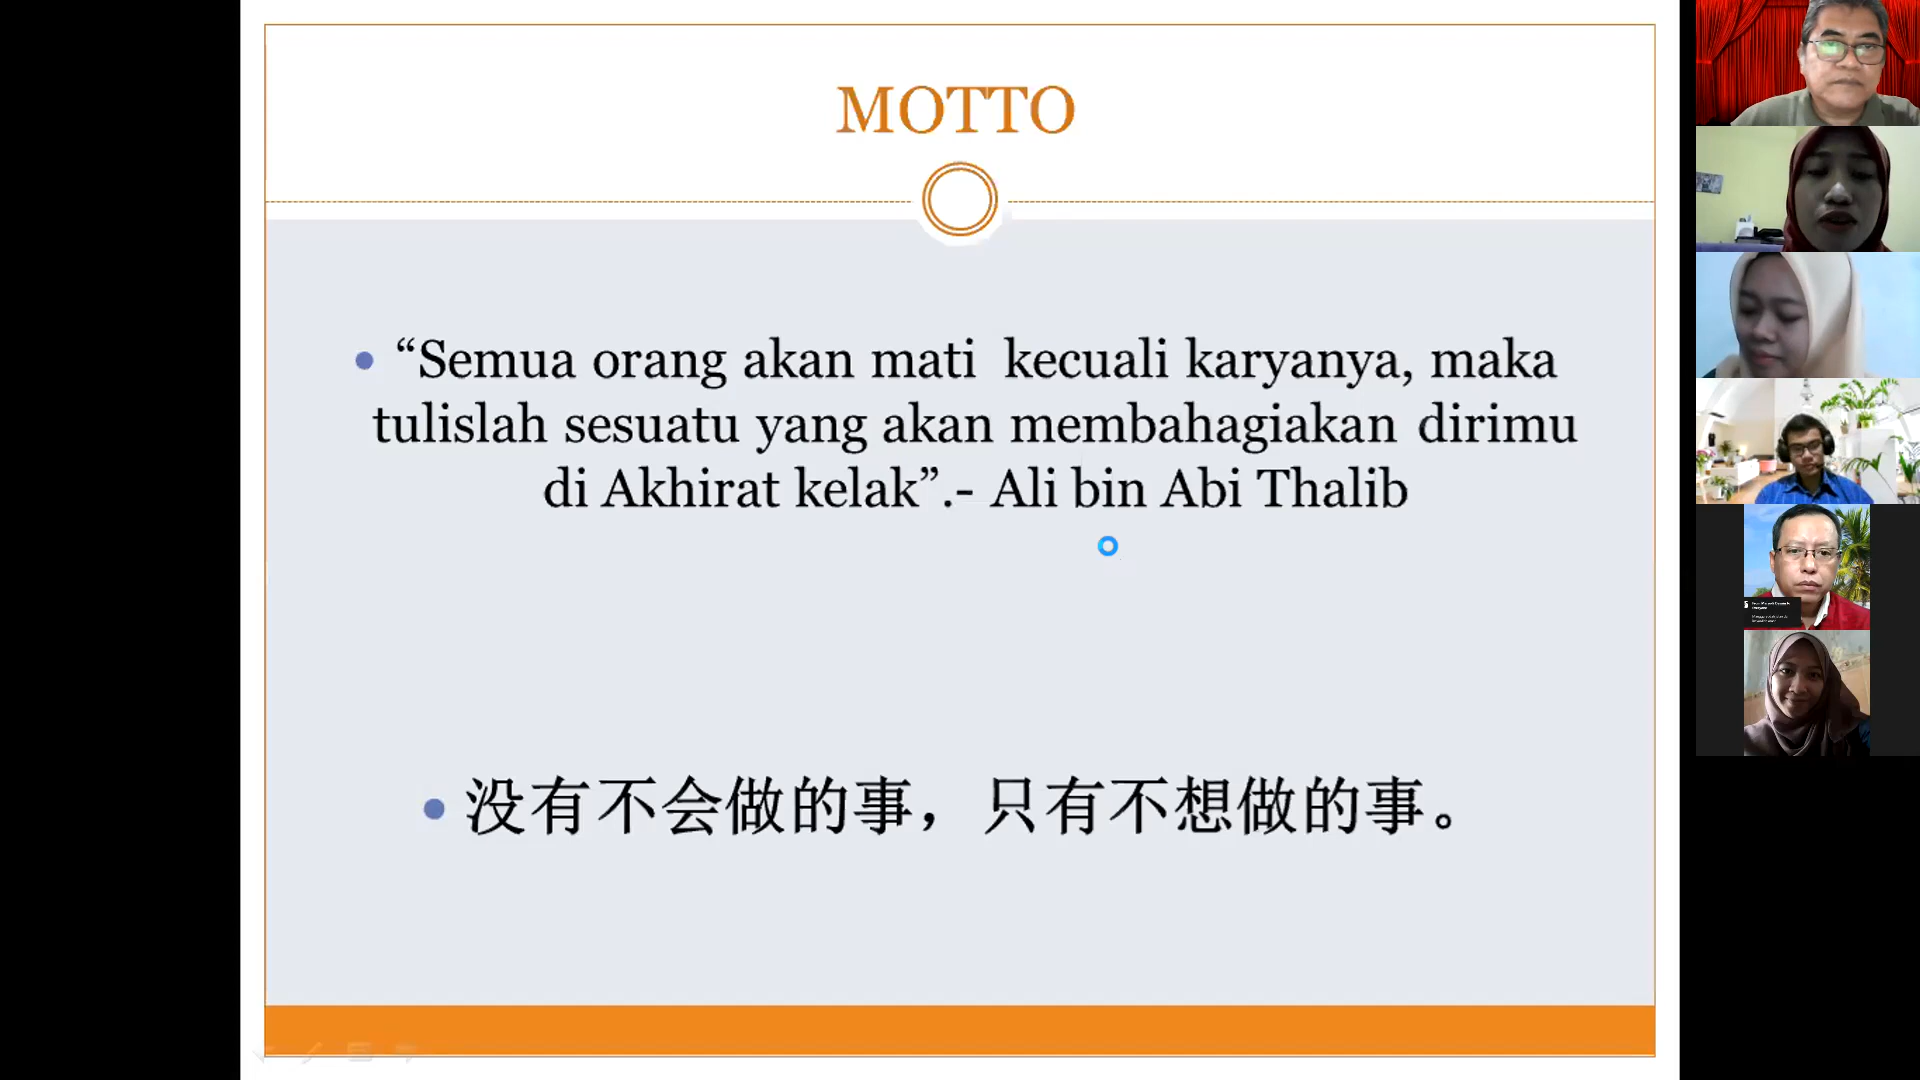 MOTTO
“Semua orang akan mati kecuali karyanya, maka
tulislah sesuatu yang akan membahagiakan dirimu
di Akhirat kelak”.- Ali bin Abi Thalib
没有不会做的事，只有不想做的事。